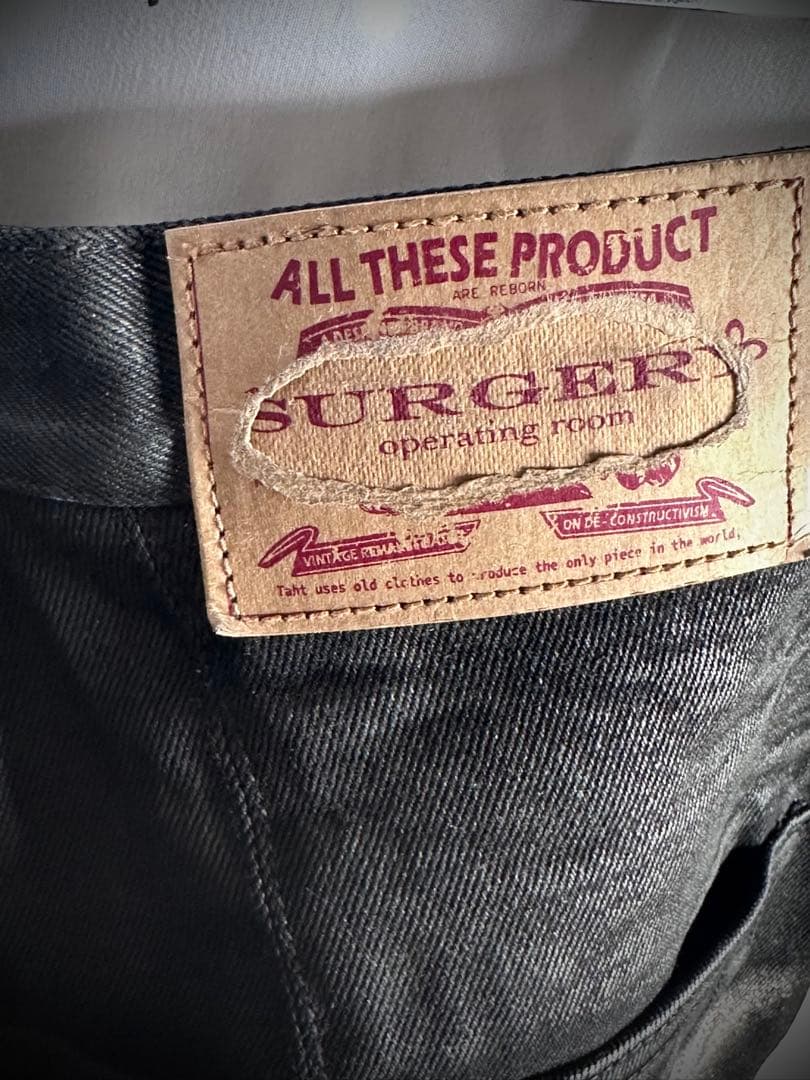 ALL THESE PRODUCT
ARE REBORN
SURGERY
operating room
VINTAGE
ON DE-CONSTRUCTIVISM
Taht uses old clothes to produce the only piece in the world.